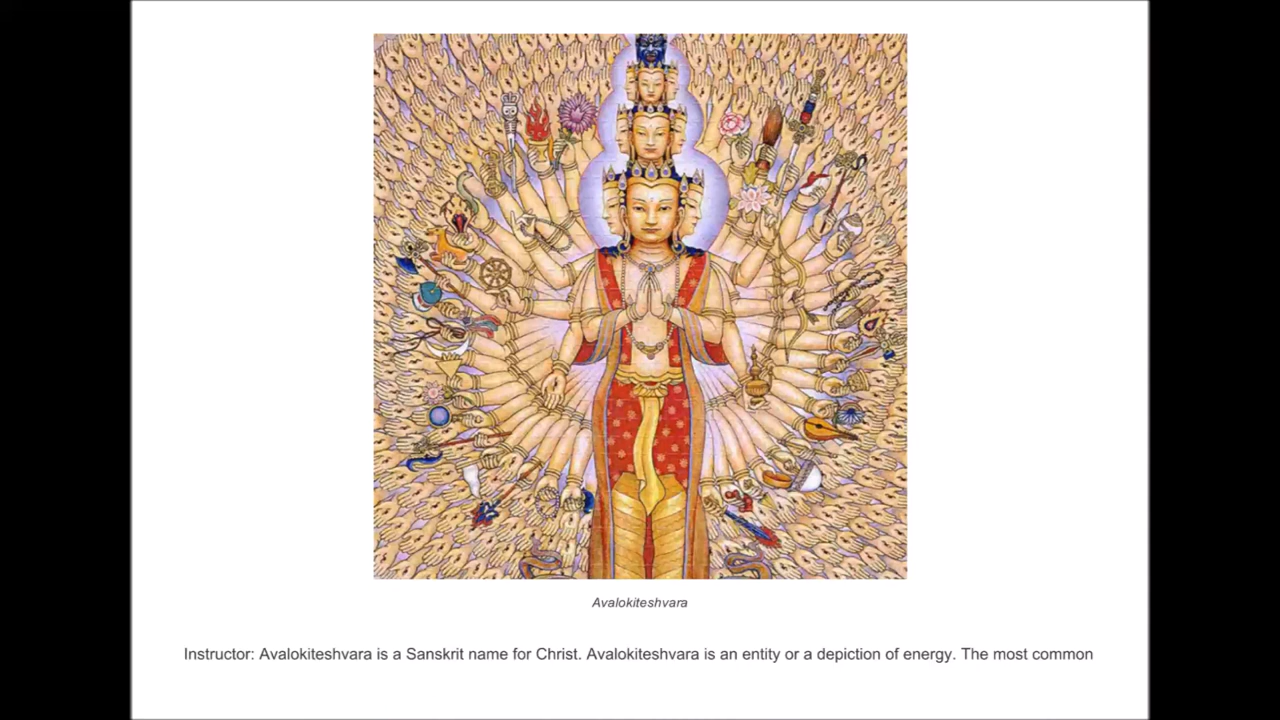 Avalokiteshvara
Instructor: Avalokiteshvara is a Sanskrit name for Christ. Avalokiteshvara is an entity or a depiction of energy. The most common